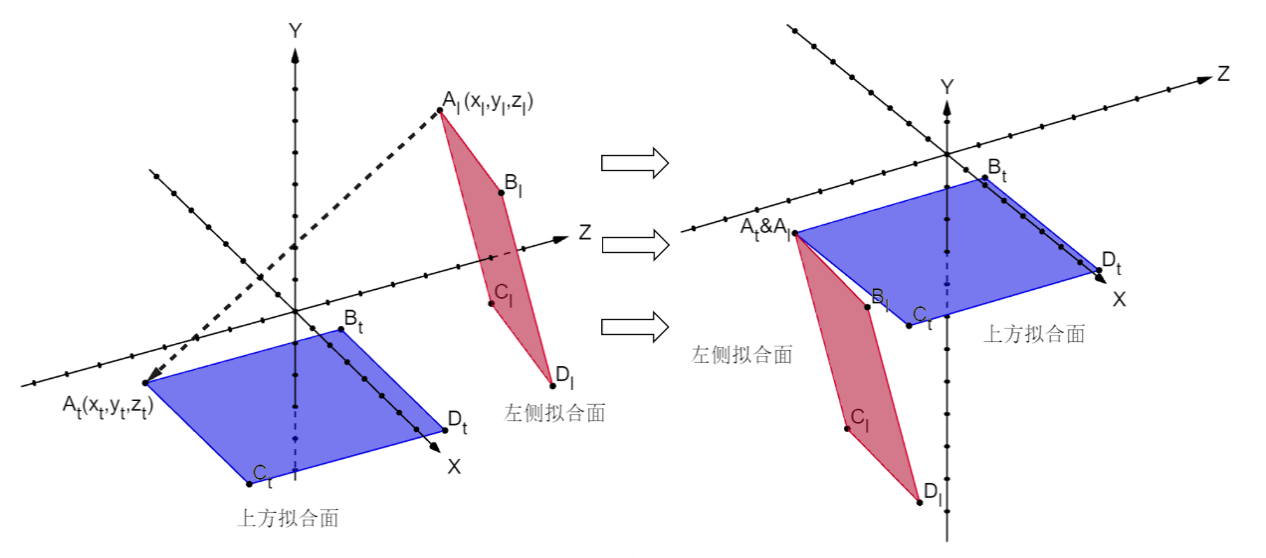 Y
A_l(x_l,y_l,z_l)
B_l
Z
C_l
B_t
D_l
A_t(x_t,y_t,z_t)
左侧拟合面
D_t
X
C_t
上方拟合面
Z
Y
B_t
A_t&A_l
D_t
X
B_l
C_t
上方拟合面
左侧拟合面
C_l
D_l